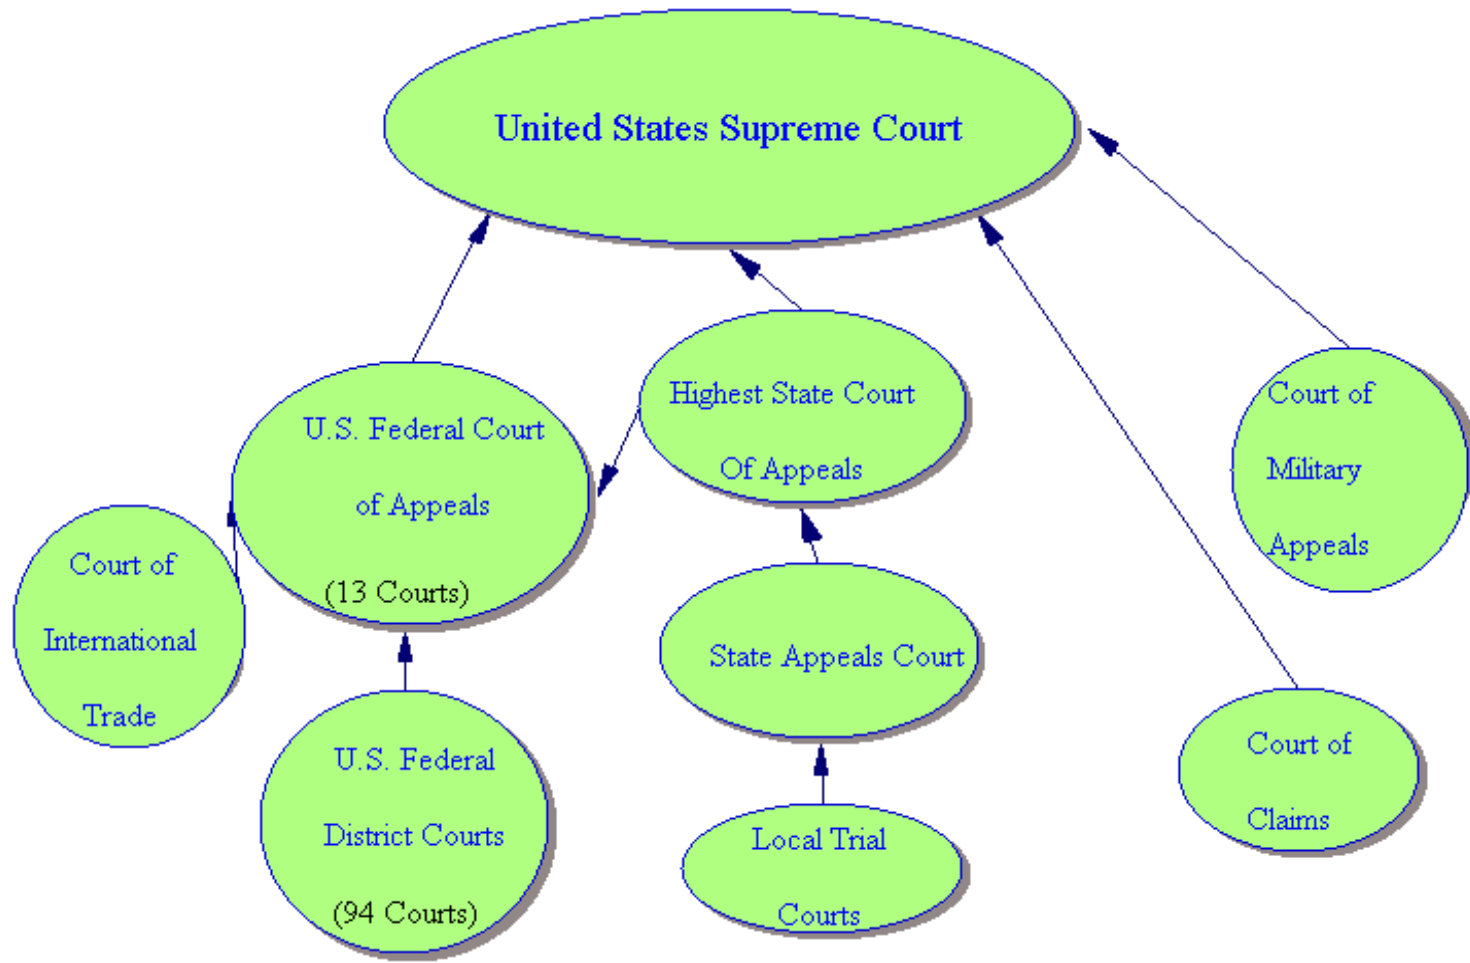 United States Supreme Court
U.S. Federal Court
of Appeals
(13 Courts)
Highest State Court
Of Appeals
Court of
Military
Appeals
Court of
International
Trade
State Appeals Court
U.S. Federal
District Courts
(94 Courts)
Local Trial
Courts
Court of
Claims